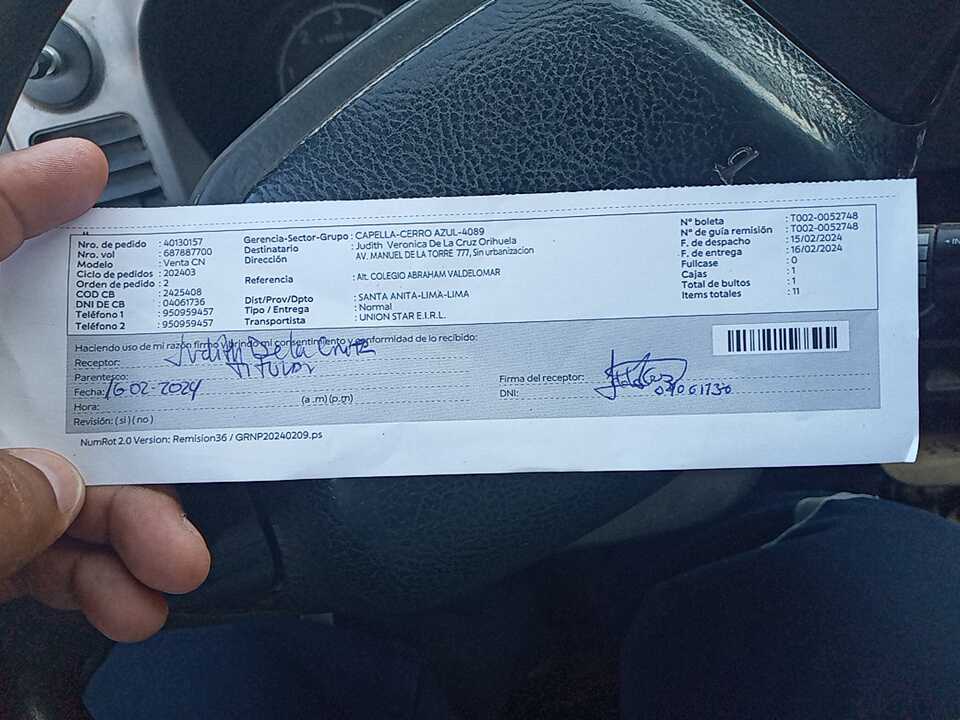 Nro. de pedido : 40130157
Nro. vol : 687887700
Modelo : Venta CN
Ciclo de pedidos : 202403
Orden de pedido : 2
COD CB : 2425408
DNI DE CB : 04061736
Teléfono 1 : 950959457
Teléfono 2 : 950959457
Gerencia-Sector-Grupo : CAPELLA-CERRO AZUL-4089
Destinatario : Judith Veronica De La Cruz Orihuela
Dirección AV. MANUEL DE LA TORRE 777, Sin urbanizacion
Referencia : Alt. COLEGIO ABRAHAM VALDELOMAR
Dist/Prov/Dpto : SANTA ANITA-LIMA-LIMA
Tipo / Entrega : Normal
Transportista : UNION STAR E.I.R.L.
N° boleta : T002-0052748
N° de guía remisión : T002-0052748
F. de despacho : 15/02/2024
F. de entrega : 16/02/2024
Fullcase : 0
Cajas : 1
Total de bultos : 1
Items totales : 11
Haciendo uso de mi razón firmo vibrindo mi consentimiento y conformidad de lo recibido:
Receptor: Judith De la Cruz
Parentesco: TITULAR
Fecha: 16-02-2024
Hora: (a .m) (p.m)
Revisión: ( si ) ( no )
Firma del receptor:
DNI: 04061736
NumRot 2.0 Version: Remision36 / GRNP20240209.ps